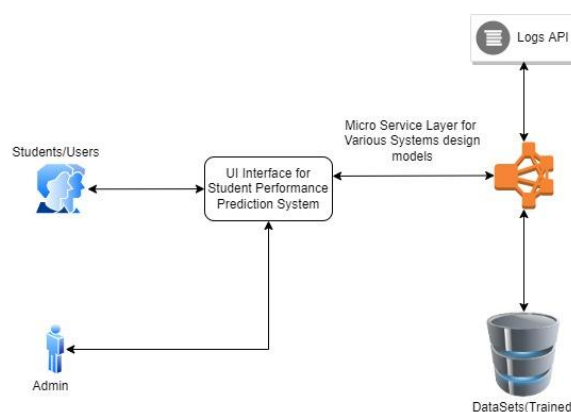 Logs API
Micro Service Layer for
Various Systems design
models
Students/Users
UI Interface for
Student Performance
Prediction System
Admin
DataSets(Trained